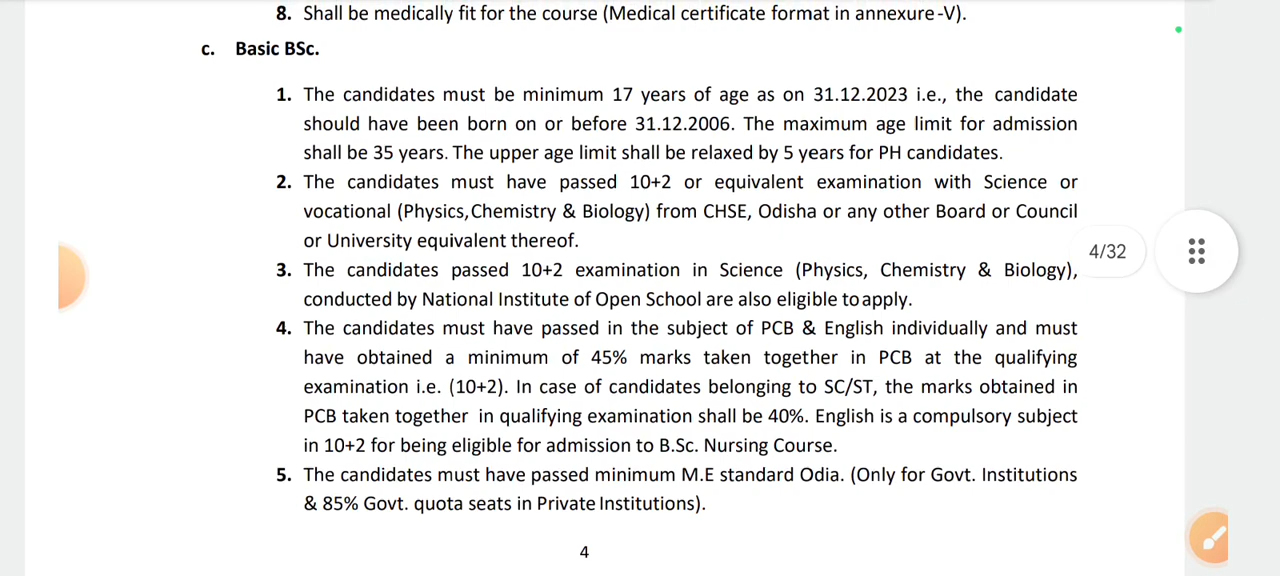 8. Shall be medically fit for the course (Medical certificate format in annexure-V).
c. Basic BSc.
1. The candidates must be minimum 17 years of age as on 31.12.2023 i.e., the candidate
should have been born on or before 31.12.2006. The maximum age limit for admission
shall be 35 years. The upper age limit shall be relaxed by 5 years for PH candidates.
2. The candidates must have passed 10+2 or equivalent examination with Science or
vocational (Physics,Chemistry & Biology) from CHSE, Odisha or any other Board or Council
or University equivalent thereof.
4/32
3. The candidates passed 10+2 examination in Science (Physics, Chemistry & Biology),
conducted by National Institute of Open School are also eligible to apply.
4. The candidates must have passed in the subject of PCB & English individually and must
have obtained a minimum of 45% marks taken together in PCB at the qualifying
examination i.e. (10+2). In case of candidates belonging to SC/ST, the marks obtained in
PCB taken together in qualifying examination shall be 40%. English is a compulsory subject
in 10+2 for being eligible for admission to B.Sc. Nursing Course.
5. The candidates must have passed minimum M.E standard Odia. (Only for Govt. Institutions
& 85% Govt. quota seats in Private Institutions).
4